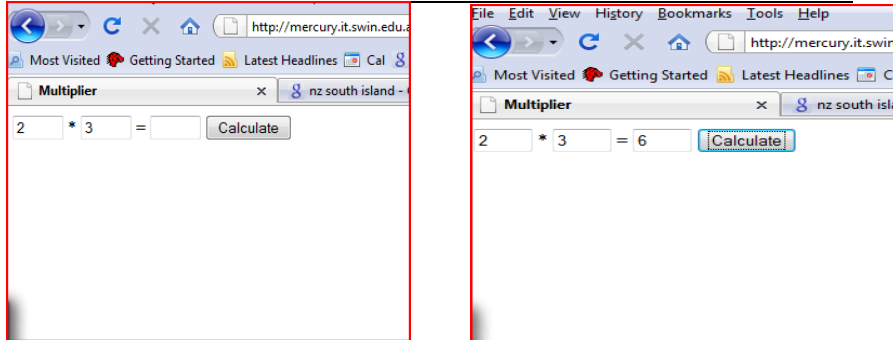 http://mercury.it.swin.edu.a
Most Visited Getting Started Latest Headlines Cal
Multiplier × nz south island -
2 * 3 = Calculate
File Edit View History Bookmarks Tools Help
http://mercury.it.swin
Most Visited Getting Started Latest Headlines C
Multiplier × nz south isl
2 * 3 = 6 Calculate